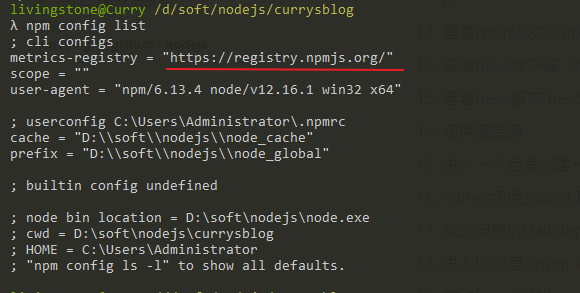 livingstone@Curry /d/soft/nodejs/currysblog
λ npm config list
; cli configs
metrics-registry = "https://registry.npmjs.org/"
scope = ""
user-agent = "npm/6.13.4 node/v12.16.1 win32 x64"
; userconfig C:\Users\Administrator\.npmrc
cache = "D:\\soft\\nodejs\\node_cache"
prefix = "D:\\soft\\nodejs\\node_global"
; builtin config undefined
; node bin location = D:\soft\nodejs\node.exe
; cwd = D:\soft\nodejs\currysblog
; HOME = C:\Users\Administrator
; "npm config ls -l" to show all defaults.